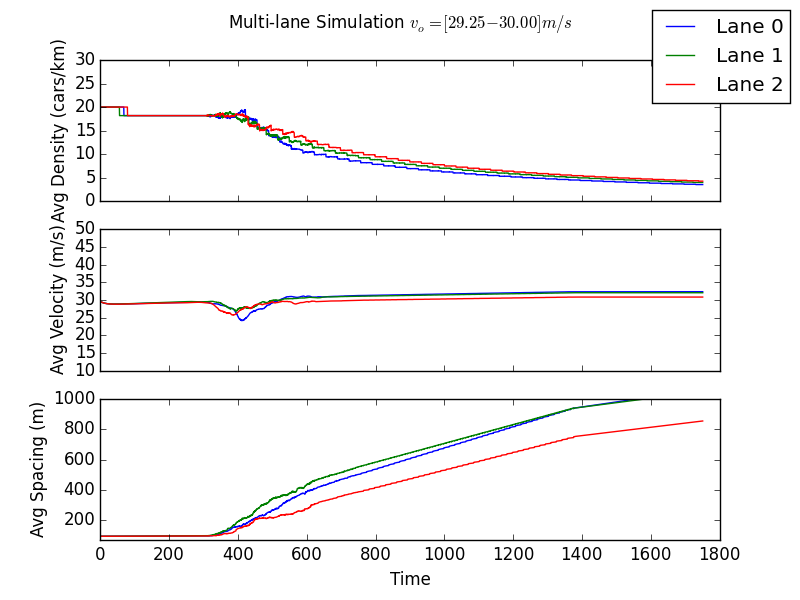 Multi-lane Simulation v_o=[29.25−30.00]m/s
Lane 0
Lane 1
Lane 2
Avg Density (cars/km)
30
25
20
15
10
5
0
Avg Velocity (m/s)
50
45
40
35
30
25
20
15
10
Avg Spacing (m)
1000
800
600
400
200
0 200 400 600 800 1000 1200 1400 1600 1800
Time